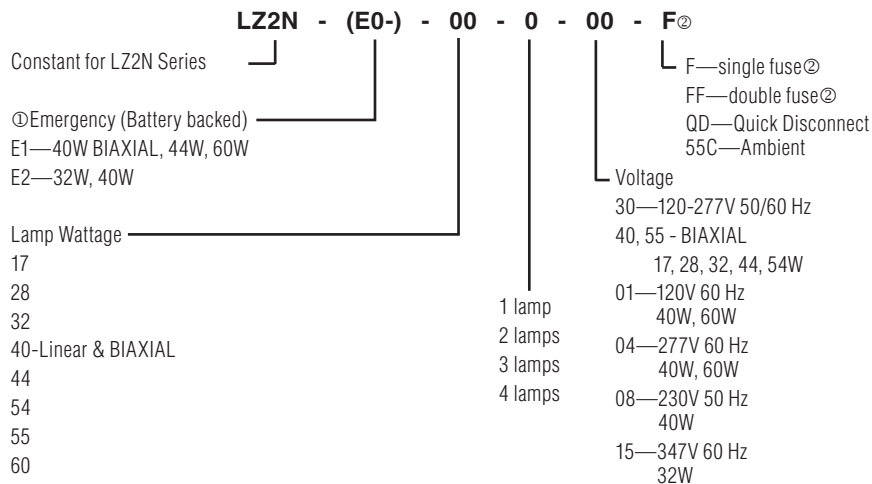 LZ2N - (E0-) - 00 - 0 - 00 - F②
Constant for LZ2N Series
①Emergency (Battery backed)
E1—40W BIAXIAL, 44W, 60W
E2—32W, 40W
Lamp Wattage
17
28
32
40-Linear & BIAXIAL
44
54
55
60
1 lamp
2 lamps
3 lamps
4 lamps
F—single fuse②
FF—double fuse②
QD—Quick Disconnect
55C—Ambient
Voltage
30—120-277V 50/60 Hz
40, 55 - BIAXIAL
17, 28, 32, 44, 54W
01—120V 60 Hz
40W, 60W
04—277V 60 Hz
40W, 60W
08—230V 50 Hz
40W
15—347V 60 Hz
32W